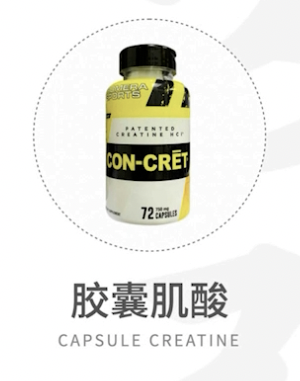 PATENTED
CREATINE HCl
CON-CRĒT
72 750 mg
CAPSULES
胶囊肌酸
CAPSULE CREATINE